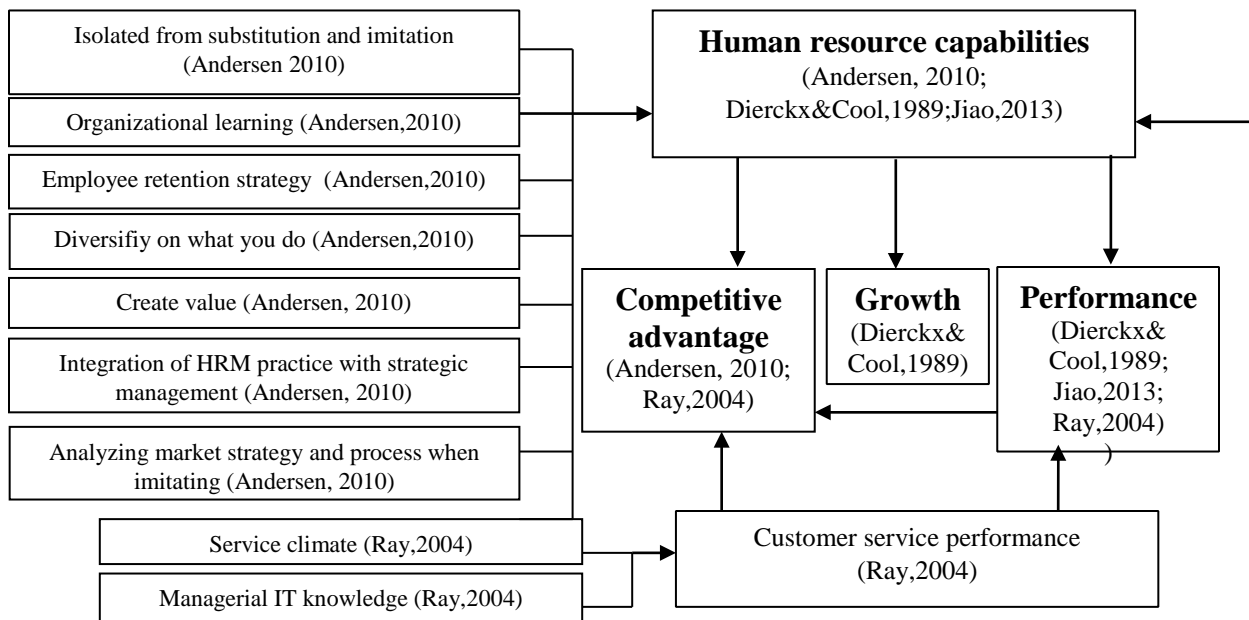 Isolated from substitution and imitation
(Andersen 2010)
Organizational learning (Andersen,2010)
Employee retention strategy (Andersen,2010)
Diversifiy on what you do (Andersen,2010)
Create value (Andersen, 2010)
Integration of HRM practice with strategic
management (Andersen, 2010)
Analyzing market strategy and process when
imitating (Andersen, 2010)
Service climate (Ray,2004)
Managerial IT knowledge (Ray,2004)
Human resource capabilities
(Andersen, 2010;
Dierckx&Cool,1989;Jiao,2013)
Competitive
advantage
(Andersen, 2010;
Ray,2004)
Growth
(Dierckx&
Cool,1989)
Performance
(Dierckx&
Cool,1989;
Jiao,2013;
Ray,2004)
)
Customer service performance
(Ray,2004)